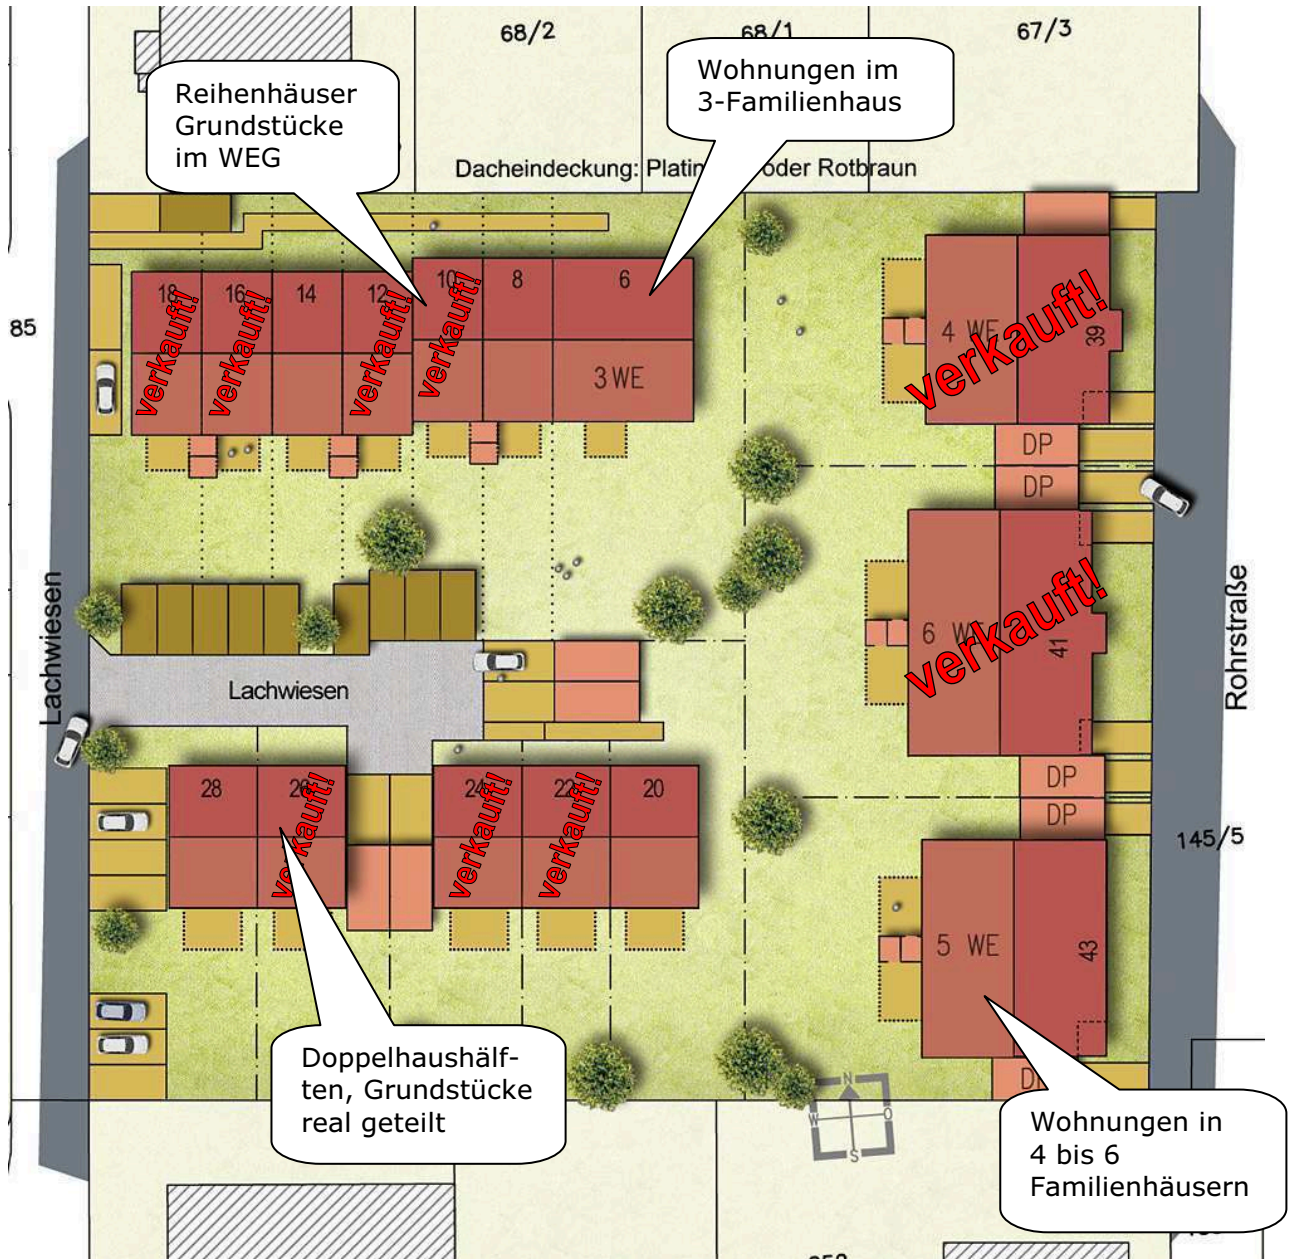 68/2
68/1
67/3
Reihenhäuser
Grundstücke
im WEG
Wohnungen im
3-Familienhaus
Dacheindeckung: Platin oder Rotbraun
85
18
16
14
12
10
8
6
verkauft!
verkauft!
verkauft!
verkauft!
3 WE
4 WE
39
verkauft!
DP
DP
6 WE
41
verkauft!
Lachwiesen
Lachwiesen
Rohrstraße
DP
DP
145/5
28
26
24
22
20
verkauft!
verkauft!
verkauft!
5 WE
43
DP
Doppelhaushälf-
ten, Grundstücke
real geteilt
N
W
O
S
Wohnungen in
4 bis 6
Familienhäusern